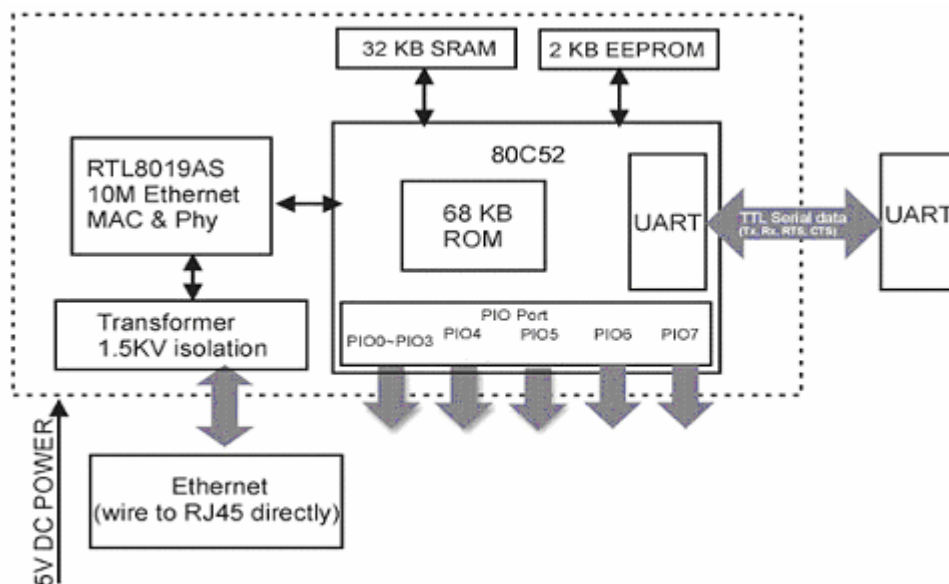 32 KB SRAM
2 KB EEPROM
80C52
RTL8019AS
10M Ethernet
MAC & Phy
68 KB
ROM
UART
TTL Serial data
(Tx, Rx, RTS, CTS)
UART
Transformer
1.5KV isolation
PIO Port
PIO0~PIO3
PIO4
PIO5
PIO6
PIO7
5V DC POWER
Ethernet
(wire to RJ45 directly)